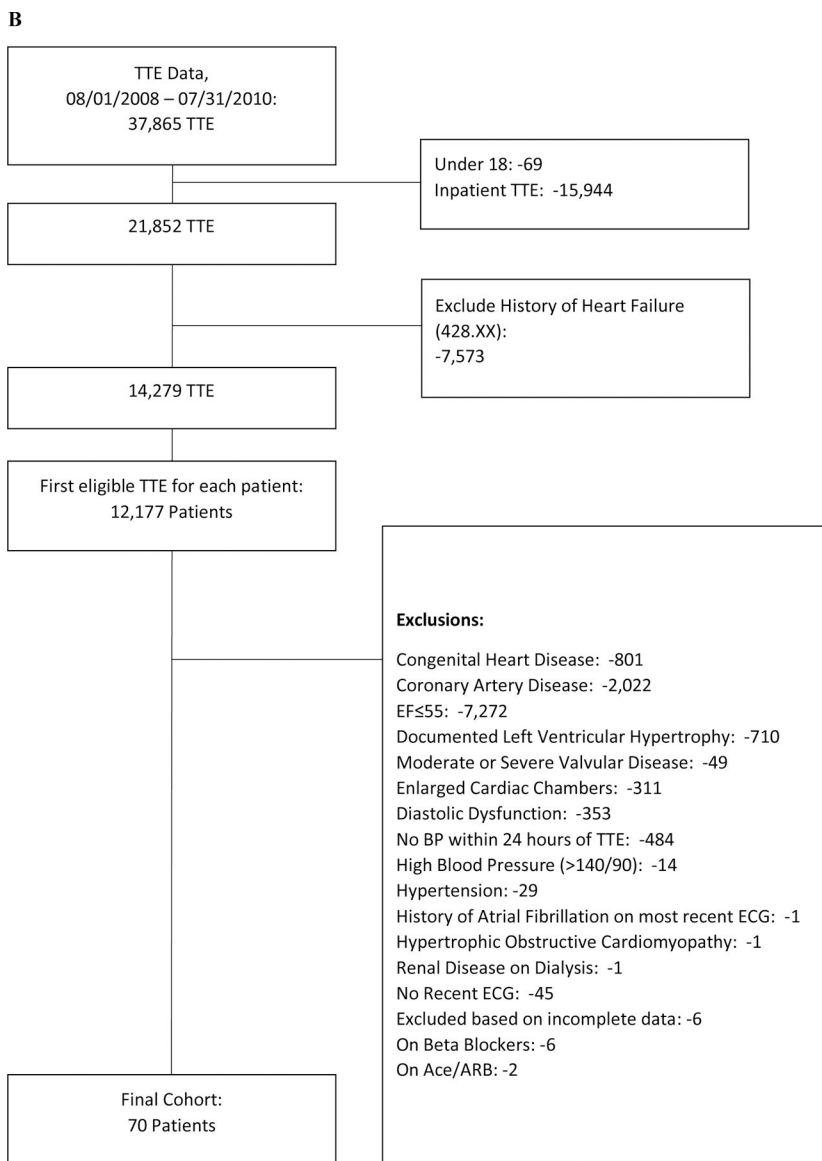 B
TTE Data,
08/01/2008 – 07/31/2010:
37,865 TTE
Under 18: -69
Inpatient TTE: -15,944
21,852 TTE
Exclude History of Heart Failure
(428.XX):
-7,573
14,279 TTE
First eligible TTE for each patient:
12,177 Patients
Exclusions:
Congenital Heart Disease: -801
Coronary Artery Disease: -2,022
EF≤55: -7,272
Documented Left Ventricular Hypertrophy: -710
Moderate or Severe Valvular Disease: -49
Enlarged Cardiac Chambers: -311
Diastolic Dysfunction: -353
No BP within 24 hours of TTE: -484
High Blood Pressure (>140/90): -14
Hypertension: -29
History of Atrial Fibrillation on most recent ECG: -1
Hypertrophic Obstructive Cardiomyopathy: -1
Renal Disease on Dialysis: -1
No Recent ECG: -45
Excluded based on incomplete data: -6
On Beta Blockers: -6
On Ace/ARB: -2
Final Cohort:
70 Patients